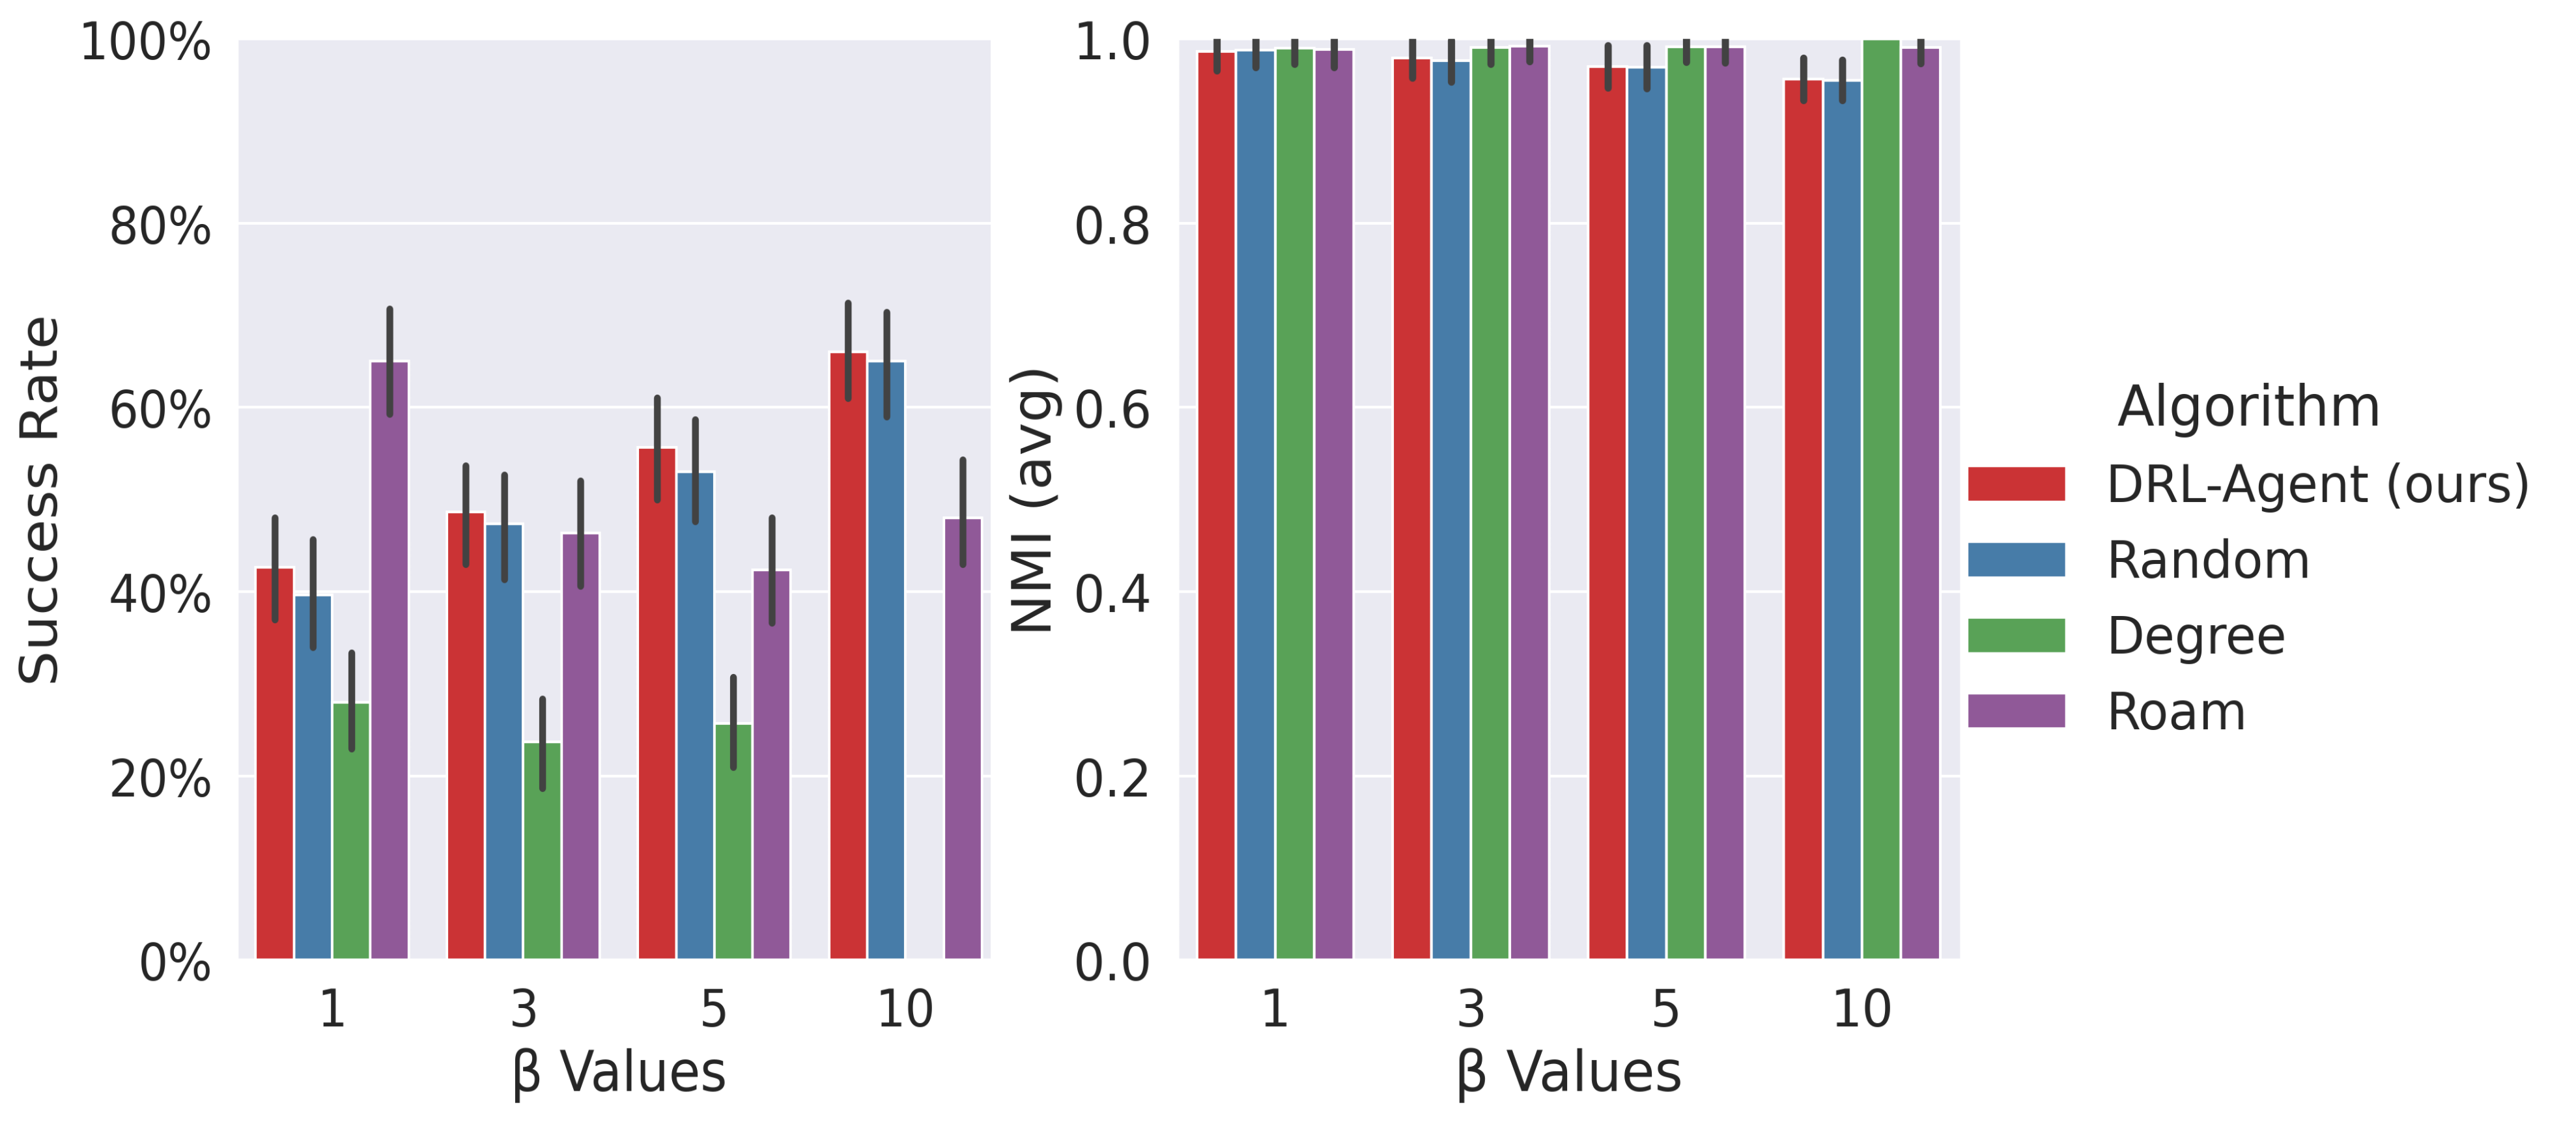 100%
80%
60%
40%
20%
0%
Success Rate
1 3 5 10
β Values
1.0
0.8
0.6
0.4
0.2
0.0
NMI (avg)
1 3 5 10
β Values
Algorithm
DRL-Agent (ours)
Random
Degree
Roam